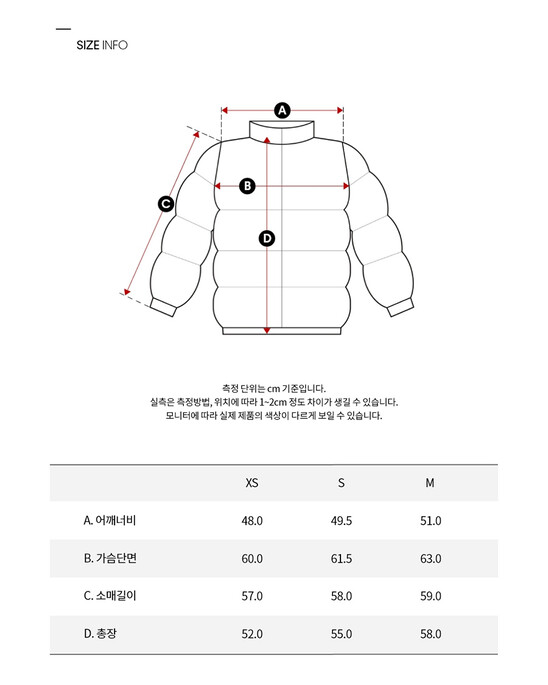 SIZE INFO
A
B
C
D
측정 단위는 cm 기준입니다.
실측은 측정방법, 위치에 따라 1~2cm 정도 차이가 생길 수 있습니다.
모니터에 따라 실제 제품의 색상이 다르게 보일 수 있습니다.
XS S M
A. 어깨너비 48.0 49.5 51.0
B. 가슴단면 60.0 61.5 63.0
C. 소매길이 57.0 58.0 59.0
D. 총장 52.0 55.0 58.0